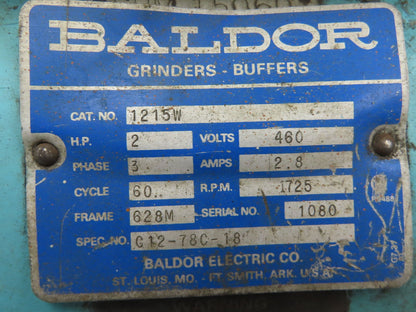 BALDOR
GRINDERS - BUFFERS
CAT. NO. 1215W
H.P. 2 VOLTS 460
PHASE 3 AMPS 2.8
CYCLE 60 R.P.M. 1725
FRAME 628M SERIAL NO. 1080
SPEC. NO. C12-78C-18
BALDOR ELECTRIC CO.
ST. LOUIS, MO. - FT. SMITH, ARK. U.S.A.